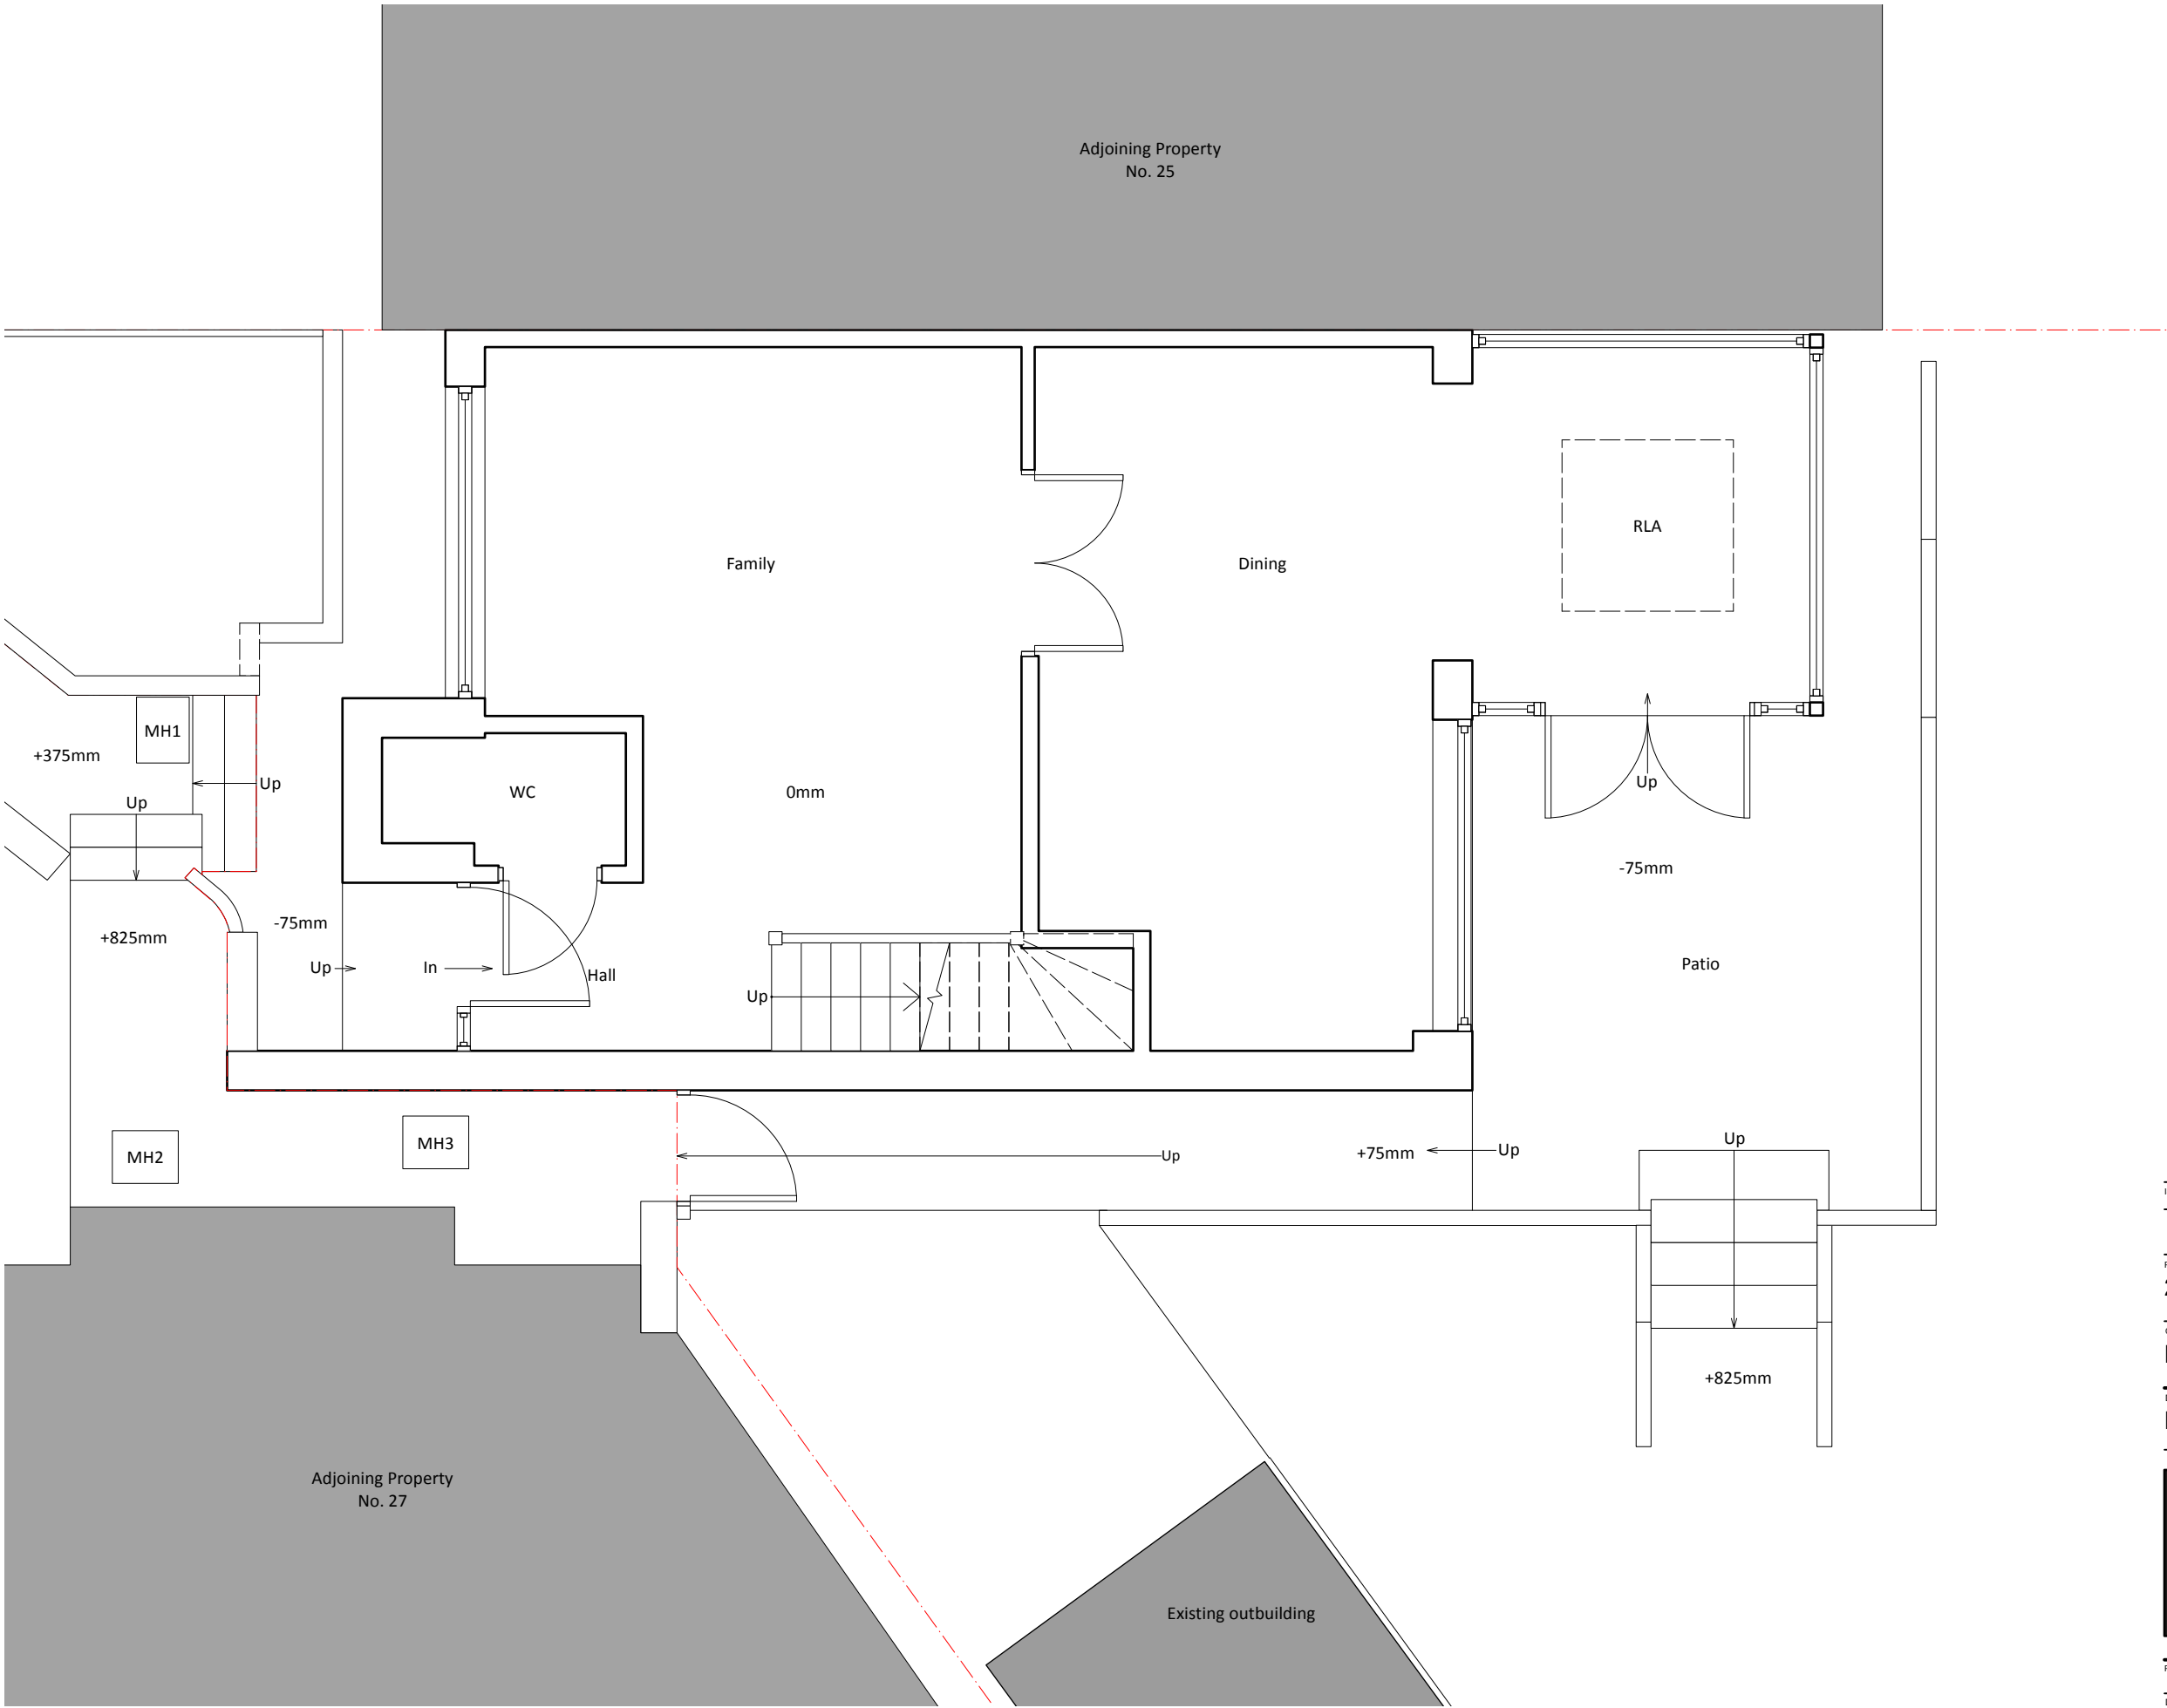 Adjoining Property
No. 25
Family
Dining
RLA
MH1
+375mm
Up
Up
WC
0mm
Up
-75mm
+825mm
-75mm
Up
In
Hall
Up
Patio
MH2
MH3
Up
+75mm
Up
Up
+825mm
Adjoining Property
No. 27
Existing outbuilding